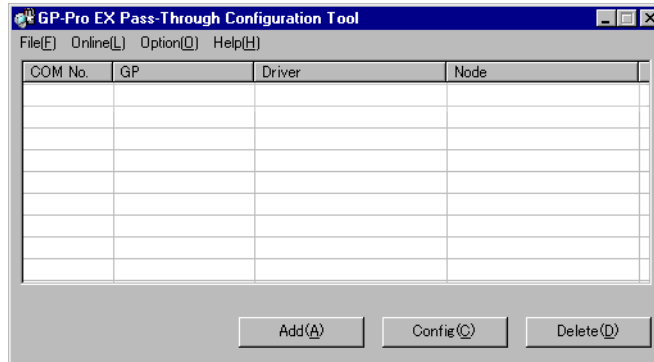 GP-Pro EX Pass-Through Configuration Tool
File(F) Online(L) Option(O) Help(H)
COM No. GP Driver Node
Add(A) Config(C) Delete(D)